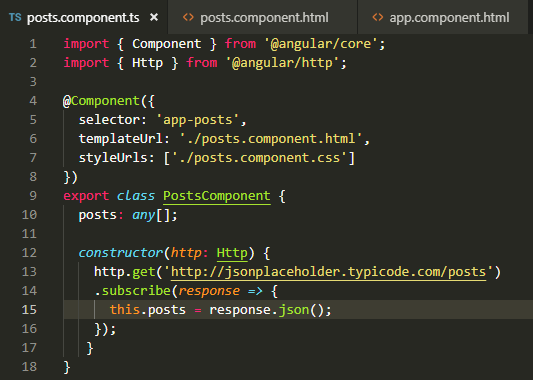 TS posts.component.ts × <> posts.component.html <> app.component.html
1 import { Component } from '@angular/core';
2 import { Http } from '@angular/http';
3
4 @Component({
5   selector: 'app-posts',
6   templateUrl: './posts.component.html',
7   styleUrls: ['./posts.component.css']
8 })
9 export class PostsComponent {
10   posts: any[];
11
12   constructor(http: Http) {
13     http.get('http://jsonplaceholder.typicode.com/posts')
14     .subscribe(response => {
15       this.posts = response.json();
16     });
17    }
18 }